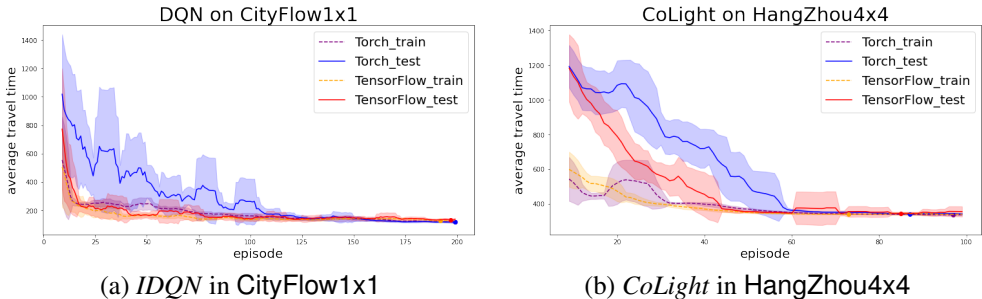 DQN on CityFlow1x1
1400
1200
1000
800
600
400
200
average travel time
Torch_train
Torch_test
TensorFlow_train
TensorFlow_test
0 25 50 75 100 125 150 175 200
episode
(a) IDQN in CityFlow1x1
CoLight on HangZhou4x4
1400
1200
1000
800
600
400
average travel time
Torch_train
Torch_test
TensorFlow_train
TensorFlow_test
20 40 60 80 100
episode
(b) CoLight in HangZhou4x4